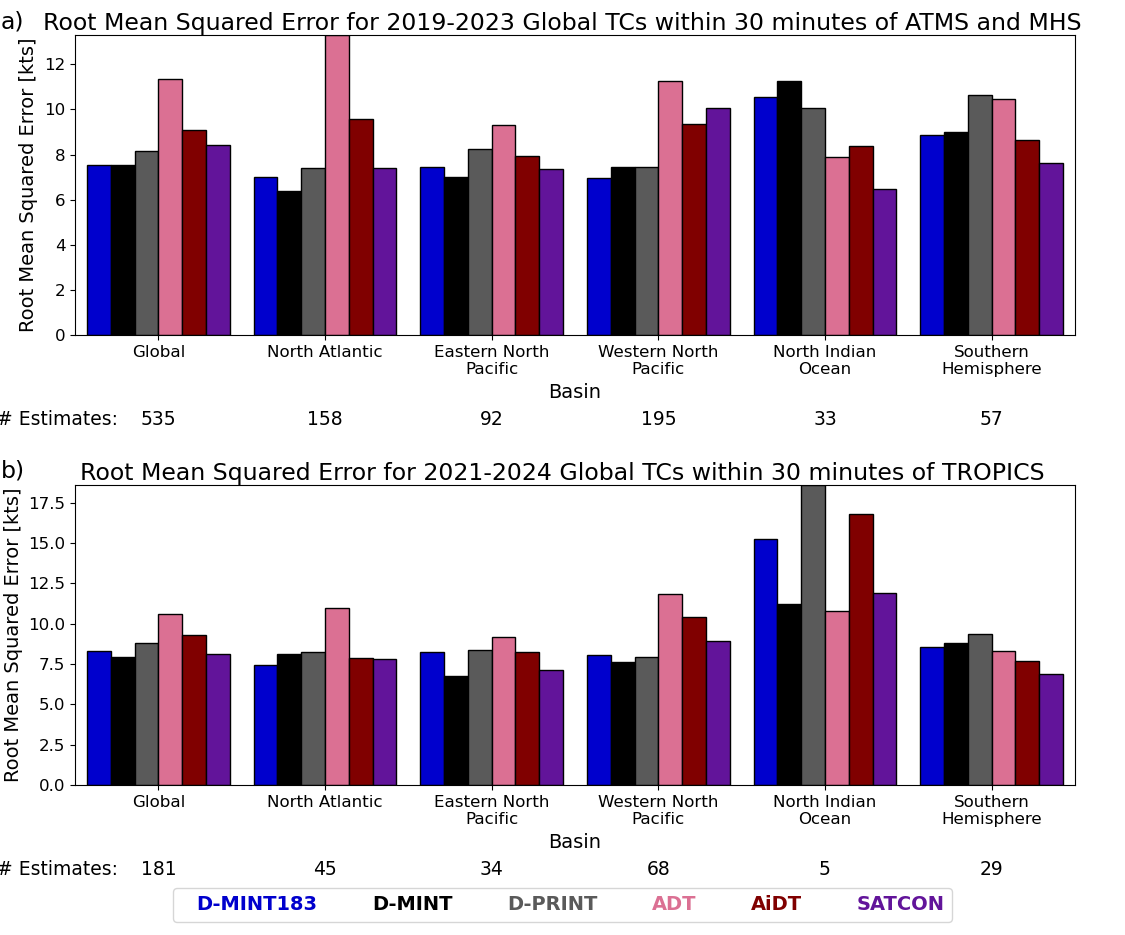 a) Root Mean Squared Error for 2019-2023 Global TCs within 30 minutes of ATMS and MHS
Root Mean Squared Error [kts]
12
10
8
6
4
2
0
Global North Atlantic Eastern North Pacific Western North Pacific North Indian Ocean Southern Hemisphere
Basin
# Estimates: 535 158 92 195 33 57
b) Root Mean Squared Error for 2021-2024 Global TCs within 30 minutes of TROPICS
Root Mean Squared Error [kts]
17.5
15.0
12.5
10.0
7.5
5.0
2.5
0.0
Global North Atlantic Eastern North Pacific Western North Pacific North Indian Ocean Southern Hemisphere
Basin
# Estimates: 181 45 34 68 5 29
D-MINT183 D-MINT D-PRINT ADT AiDT SATCON